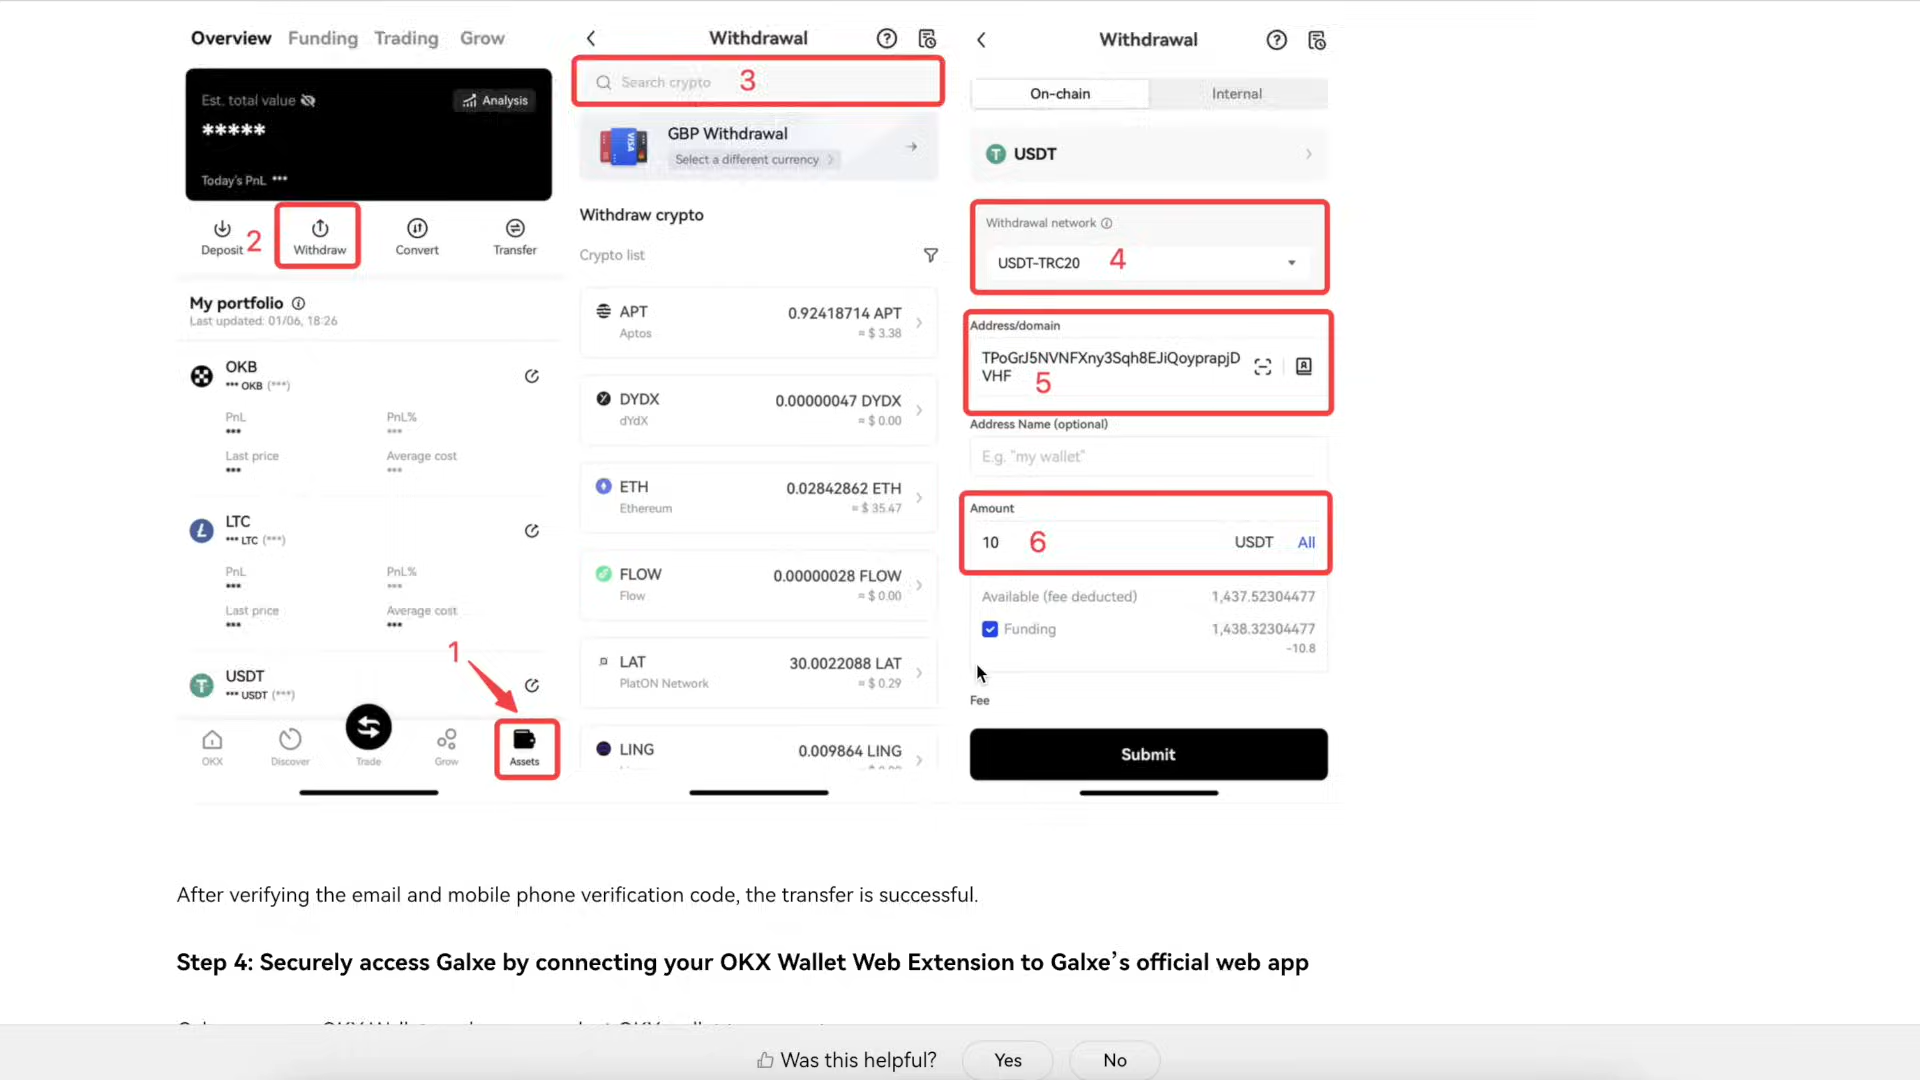 Overview Funding Trading Grow
Est. total value
Analysis
*****
Today's PnL ***
Deposit
2
Withdraw
Convert
Transfer
My portfolio
Last updated: 01/06, 18:26
OKB
*** OKB (***)
PnL PnL%
*** ***
Last price Average cost
*** ***
LTC
*** LTC (***)
PnL PnL%
*** ***
Last price Average cost
*** ***
1
USDT
*** USDT (***)
OKX Discover Trade Grow Assets
Withdrawal
Search crypto 3
GBP Withdrawal
VISA
Select a different currency
Withdraw crypto
Crypto list
APT 0.92418714 APT
Aptos ≈ $ 3.38
DYDX 0.00000047 DYDX
dYdX ≈ $ 0.00
ETH 0.02842862 ETH
Ethereum ≈ $ 35.47
FLOW 0.00000028 FLOW
Flow ≈ $ 0.00
LAT 30.0022088 LAT
PlatON Network ≈ $ 0.29
LING 0.009864 LING
Withdrawal
On-chain Internal
USDT
Withdrawal network
USDT-TRC20 4
Address/domain
TPoGrJ5NVNFXny3Sqh8EJiQoyprapjD
VHF 5
Address Name (optional)
E.g. "my wallet"
Amount
10 6 USDT All
Available (fee deducted) 1,437.52304477
Funding 1,438.32304477
-10.8
Fee
Submit
After verifying the email and mobile phone verification code, the transfer is successful.
Step 4: Securely access Galxe by connecting your OKX Wallet Web Extension to Galxe’s official web app
Was this helpful? Yes No